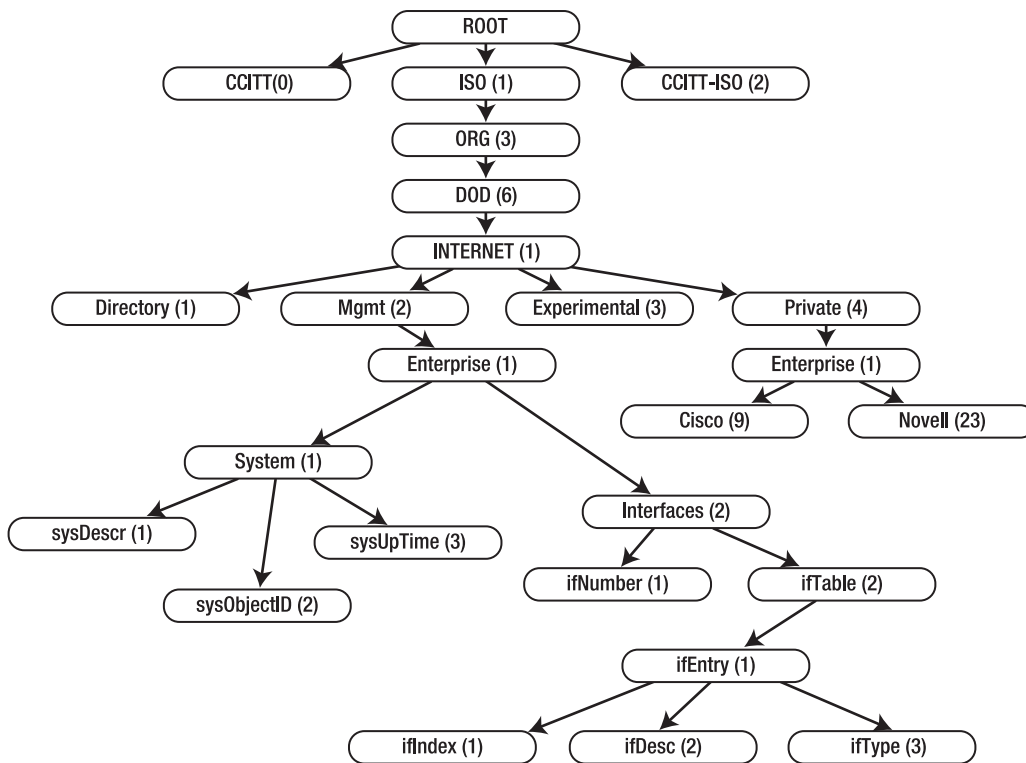 ROOT
CCITT(0)
ISO (1)
CCITT-ISO (2)
ORG (3)
DOD (6)
INTERNET (1)
Directory (1)
Mgmt (2)
Experimental (3)
Private (4)
Enterprise (1)
Enterprise (1)
Cisco (9)
Novell (23)
System (1)
Interfaces (2)
sysDescr (1)
sysUpTime (3)
ifNumber (1)
ifTable (2)
sysObjectID (2)
ifEntry (1)
ifIndex (1)
ifDesc (2)
ifType (3)